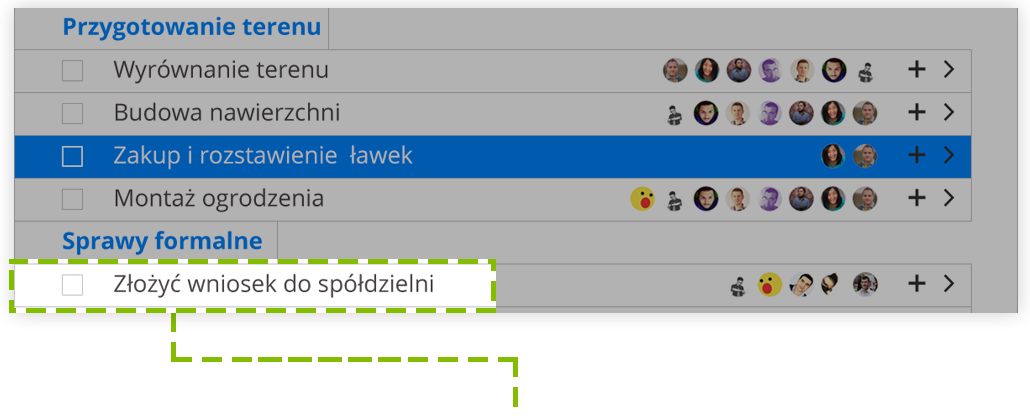 Przygotowanie terenu
Wyrównanie terenu
Budowa nawierzchni
Zakup i rozstawienie ławek
Montaż ogrodzenia
Sprawy formalne
Złożyć wniosek do spółdzielni